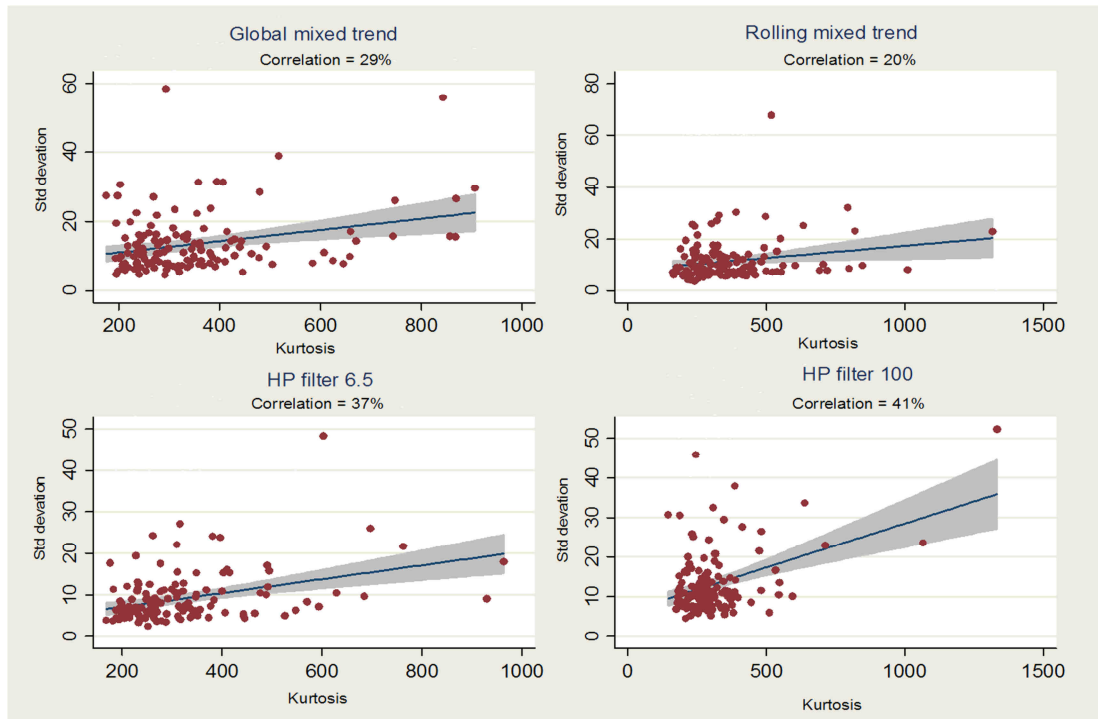 Global mixed trend
Correlation = 29%
Std devation
60
40
20
0
200 400 600 800 1000
Kurtosis
Rolling mixed trend
Correlation = 20%
Std devation
80
60
40
20
0
0 500 1000 1500
Kurtosis
HP filter 6.5
Correlation = 37%
Std devation
50
40
30
20
10
0
200 400 600 800 1000
Kurtosis
HP filter 100
Correlation = 41%
Std devation
50
40
30
20
10
0
0 500 1000 1500
Kurtosis